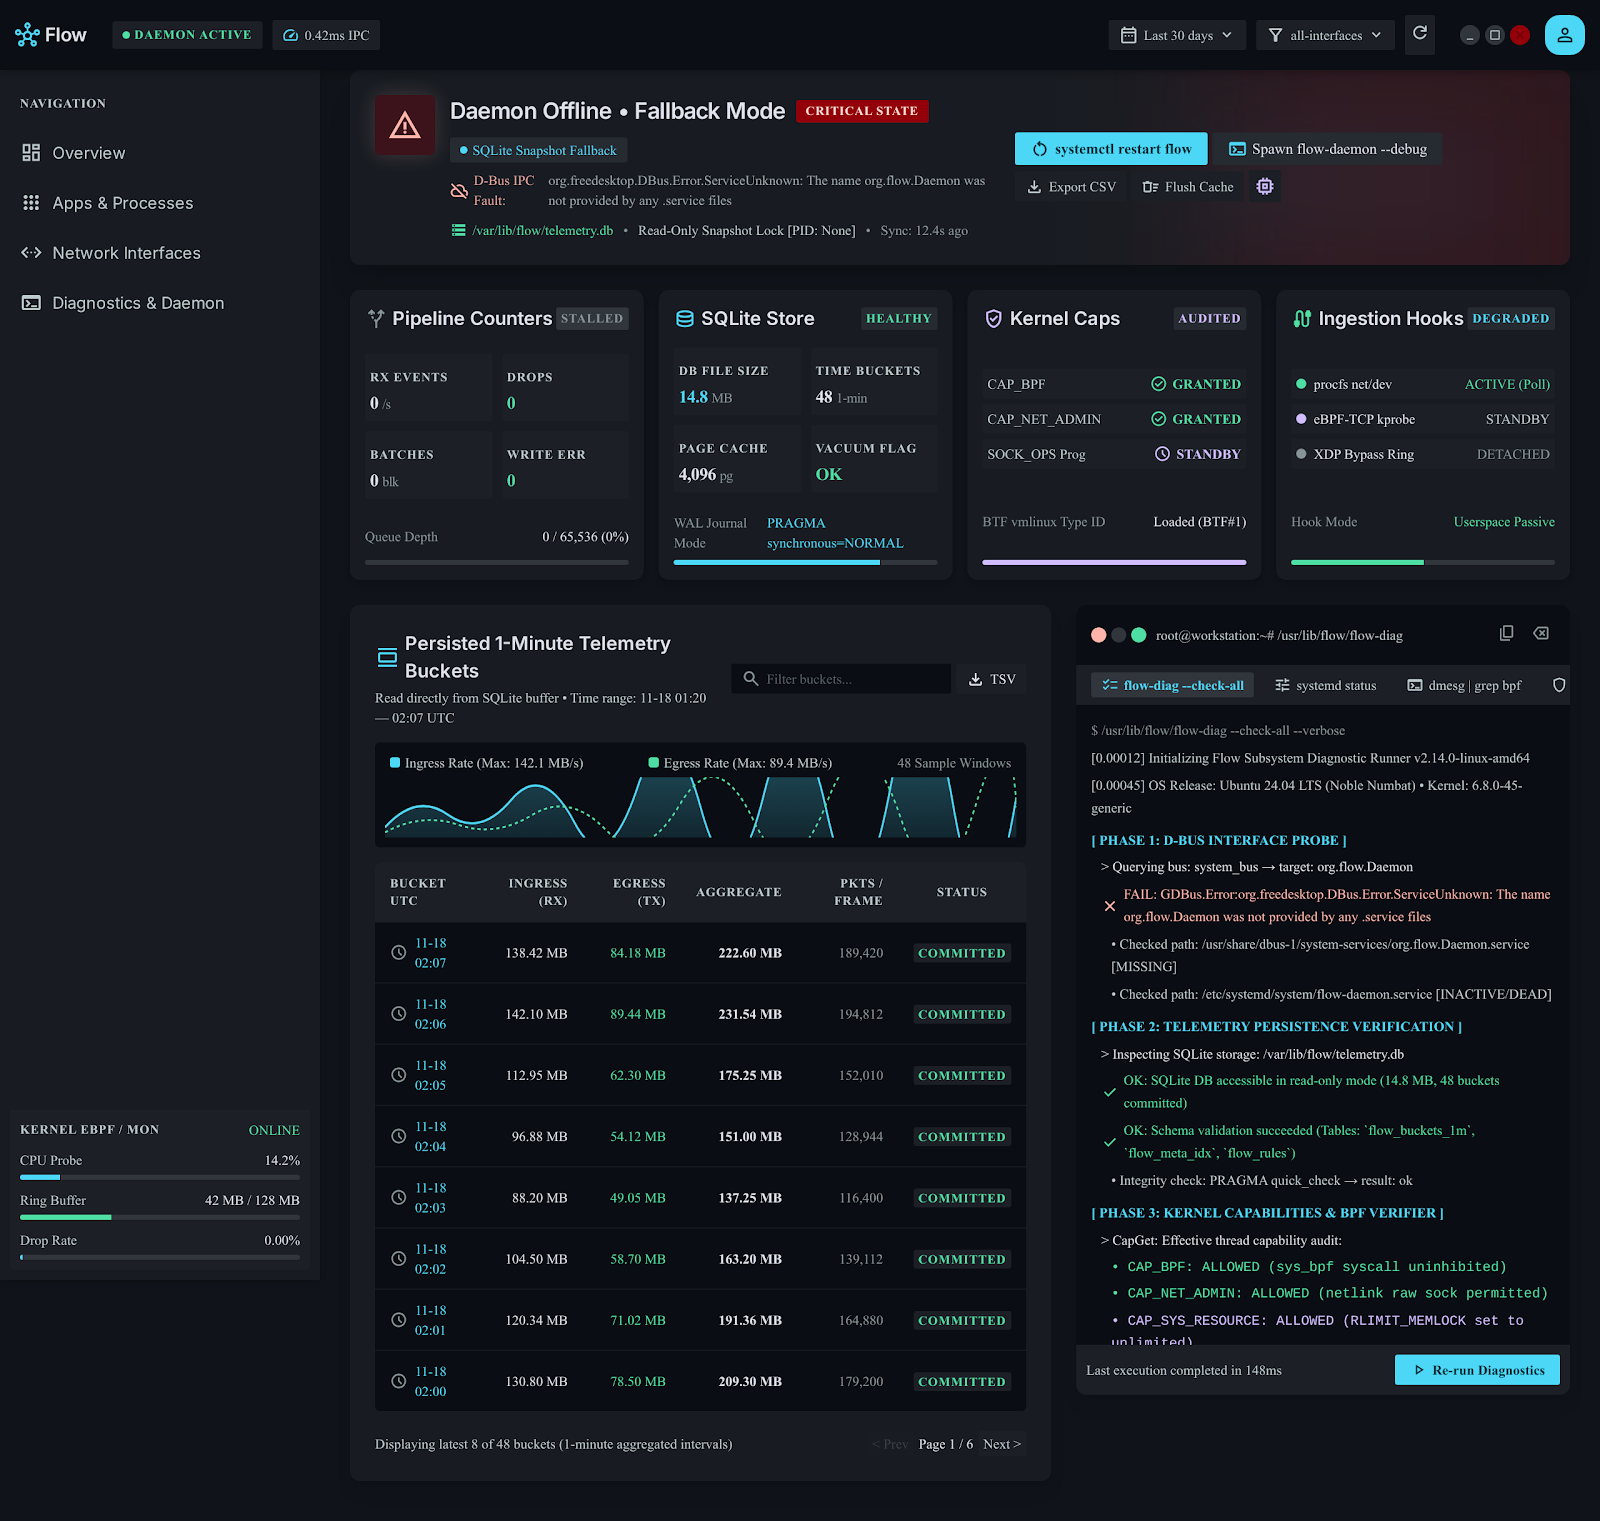 Flow
DAEMON ACTIVE
0.42ms IPC
Last 30 days
all-interfaces
NAVIGATION
Overview
Apps & Processes
Network Interfaces
Diagnostics & Daemon
KERNEL EBPF / MON ONLINE
CPU Probe 14.2%
Ring Buffer 42 MB / 128 MB
Drop Rate 0.00%
Daemon Offline • Fallback Mode CRITICAL STATE
SQLite Snapshot Fallback
D-Bus IPC Fault:
org.freedesktop.DBus.Error.ServiceUnknown: The name org.flow.Daemon was
not provided by any .service files
/var/lib/flow/telemetry.db • Read-Only Snapshot Lock [PID: None] • Sync: 12.4s ago
systemctl restart flow
Spawn flow-daemon --debug
Export CSV
Flush Cache
Pipeline Counters STALLED
RX EVENTS
0 /s
DROPS
0
BATCHES
0 blk
WRITE ERR
0
Queue Depth 0 / 65,536 (0%)
SQLite Store HEALTHY
DB FILE SIZE
14.8 MB
TIME BUCKETS
48 1-min
PAGE CACHE
4,096 pg
VACUUM FLAG
OK
WAL Journal Mode
PRAGMA
synchronous=NORMAL
Kernel Caps AUDITED
CAP_BPF GRANTED
CAP_NET_ADMIN GRANTED
SOCK_OPS Prog STANDBY
BTF vmlinux Type ID Loaded (BTF#1)
Ingestion Hooks DEGRADED
procfs net/dev ACTIVE (Poll)
eBPF-TCP kprobe STANDBY
XDP Bypass Ring DETACHED
Hook Mode Userspace Passive
Persisted 1-Minute Telemetry
Buckets
Read directly from SQLite buffer • Time range: 11-18 01:20
— 02:07 UTC
Filter buckets...
TSV
Ingress Rate (Max: 142.1 MB/s) Egress Rate (Max: 89.4 MB/s) 48 Sample Windows
BUCKET UTC INGRESS (RX) EGRESS (TX) AGGREGATE PKTS / FRAME STATUS
11-18 02:07 138.42 MB 84.18 MB 222.60 MB 189,420 COMMITTED
11-18 02:06 142.10 MB 89.44 MB 231.54 MB 194,812 COMMITTED
11-18 02:05 112.95 MB 62.30 MB 175.25 MB 152,010 COMMITTED
11-18 02:04 96.88 MB 54.12 MB 151.00 MB 128,944 COMMITTED
11-18 02:03 88.20 MB 49.05 MB 137.25 MB 116,400 COMMITTED
11-18 02:02 104.50 MB 58.70 MB 163.20 MB 139,112 COMMITTED
11-18 02:01 120.34 MB 71.02 MB 191.36 MB 164,880 COMMITTED
11-18 02:00 130.80 MB 78.50 MB 209.30 MB 179,200 COMMITTED
Displaying latest 8 of 48 buckets (1-minute aggregated intervals)
< Prev Page 1 / 6 Next >
root@workstation:~# /usr/lib/flow/flow-diag
flow-diag --check-all
systemd status
dmesg | grep bpf
$ /usr/lib/flow/flow-diag --check-all --verbose
[0.00012] Initializing Flow Subsystem Diagnostic Runner v2.14.0-linux-amd64
[0.00045] OS Release: Ubuntu 24.04 LTS (Noble Numbat) • Kernel: 6.8.0-45-
generic
[ PHASE 1: D-BUS INTERFACE PROBE ]
> Querying bus: system_bus → target: org.flow.Daemon
FAIL: GDBus.Error:org.freedesktop.DBus.Error.ServiceUnknown: The name
org.flow.Daemon was not provided by any .service files
• Checked path: /usr/share/dbus-1/system-services/org.flow.Daemon.service
[MISSING]
• Checked path: /etc/systemd/system/flow-daemon.service [INACTIVE/DEAD]
[ PHASE 2: TELEMETRY PERSISTENCE VERIFICATION ]
> Inspecting SQLite storage: /var/lib/flow/telemetry.db
OK: SQLite DB accessible in read-only mode (14.8 MB, 48 buckets
committed)
OK: Schema validation succeeded (Tables: `flow_buckets_1m`,
`flow_meta_idx`, `flow_rules`)
• Integrity check: PRAGMA quick_check → result: ok
[ PHASE 3: KERNEL CAPABILITIES & BPF VERIFIER ]
> CapGet: Effective thread capability audit:
• CAP_BPF: ALLOWED (sys_bpf syscall uninhibited)
• CAP_NET_ADMIN: ALLOWED (netlink raw sock permitted)
• CAP_SYS_RESOURCE: ALLOWED (RLIMIT_MEMLOCK set to
unlimited)
Last execution completed in 148ms
Re-run Diagnostics